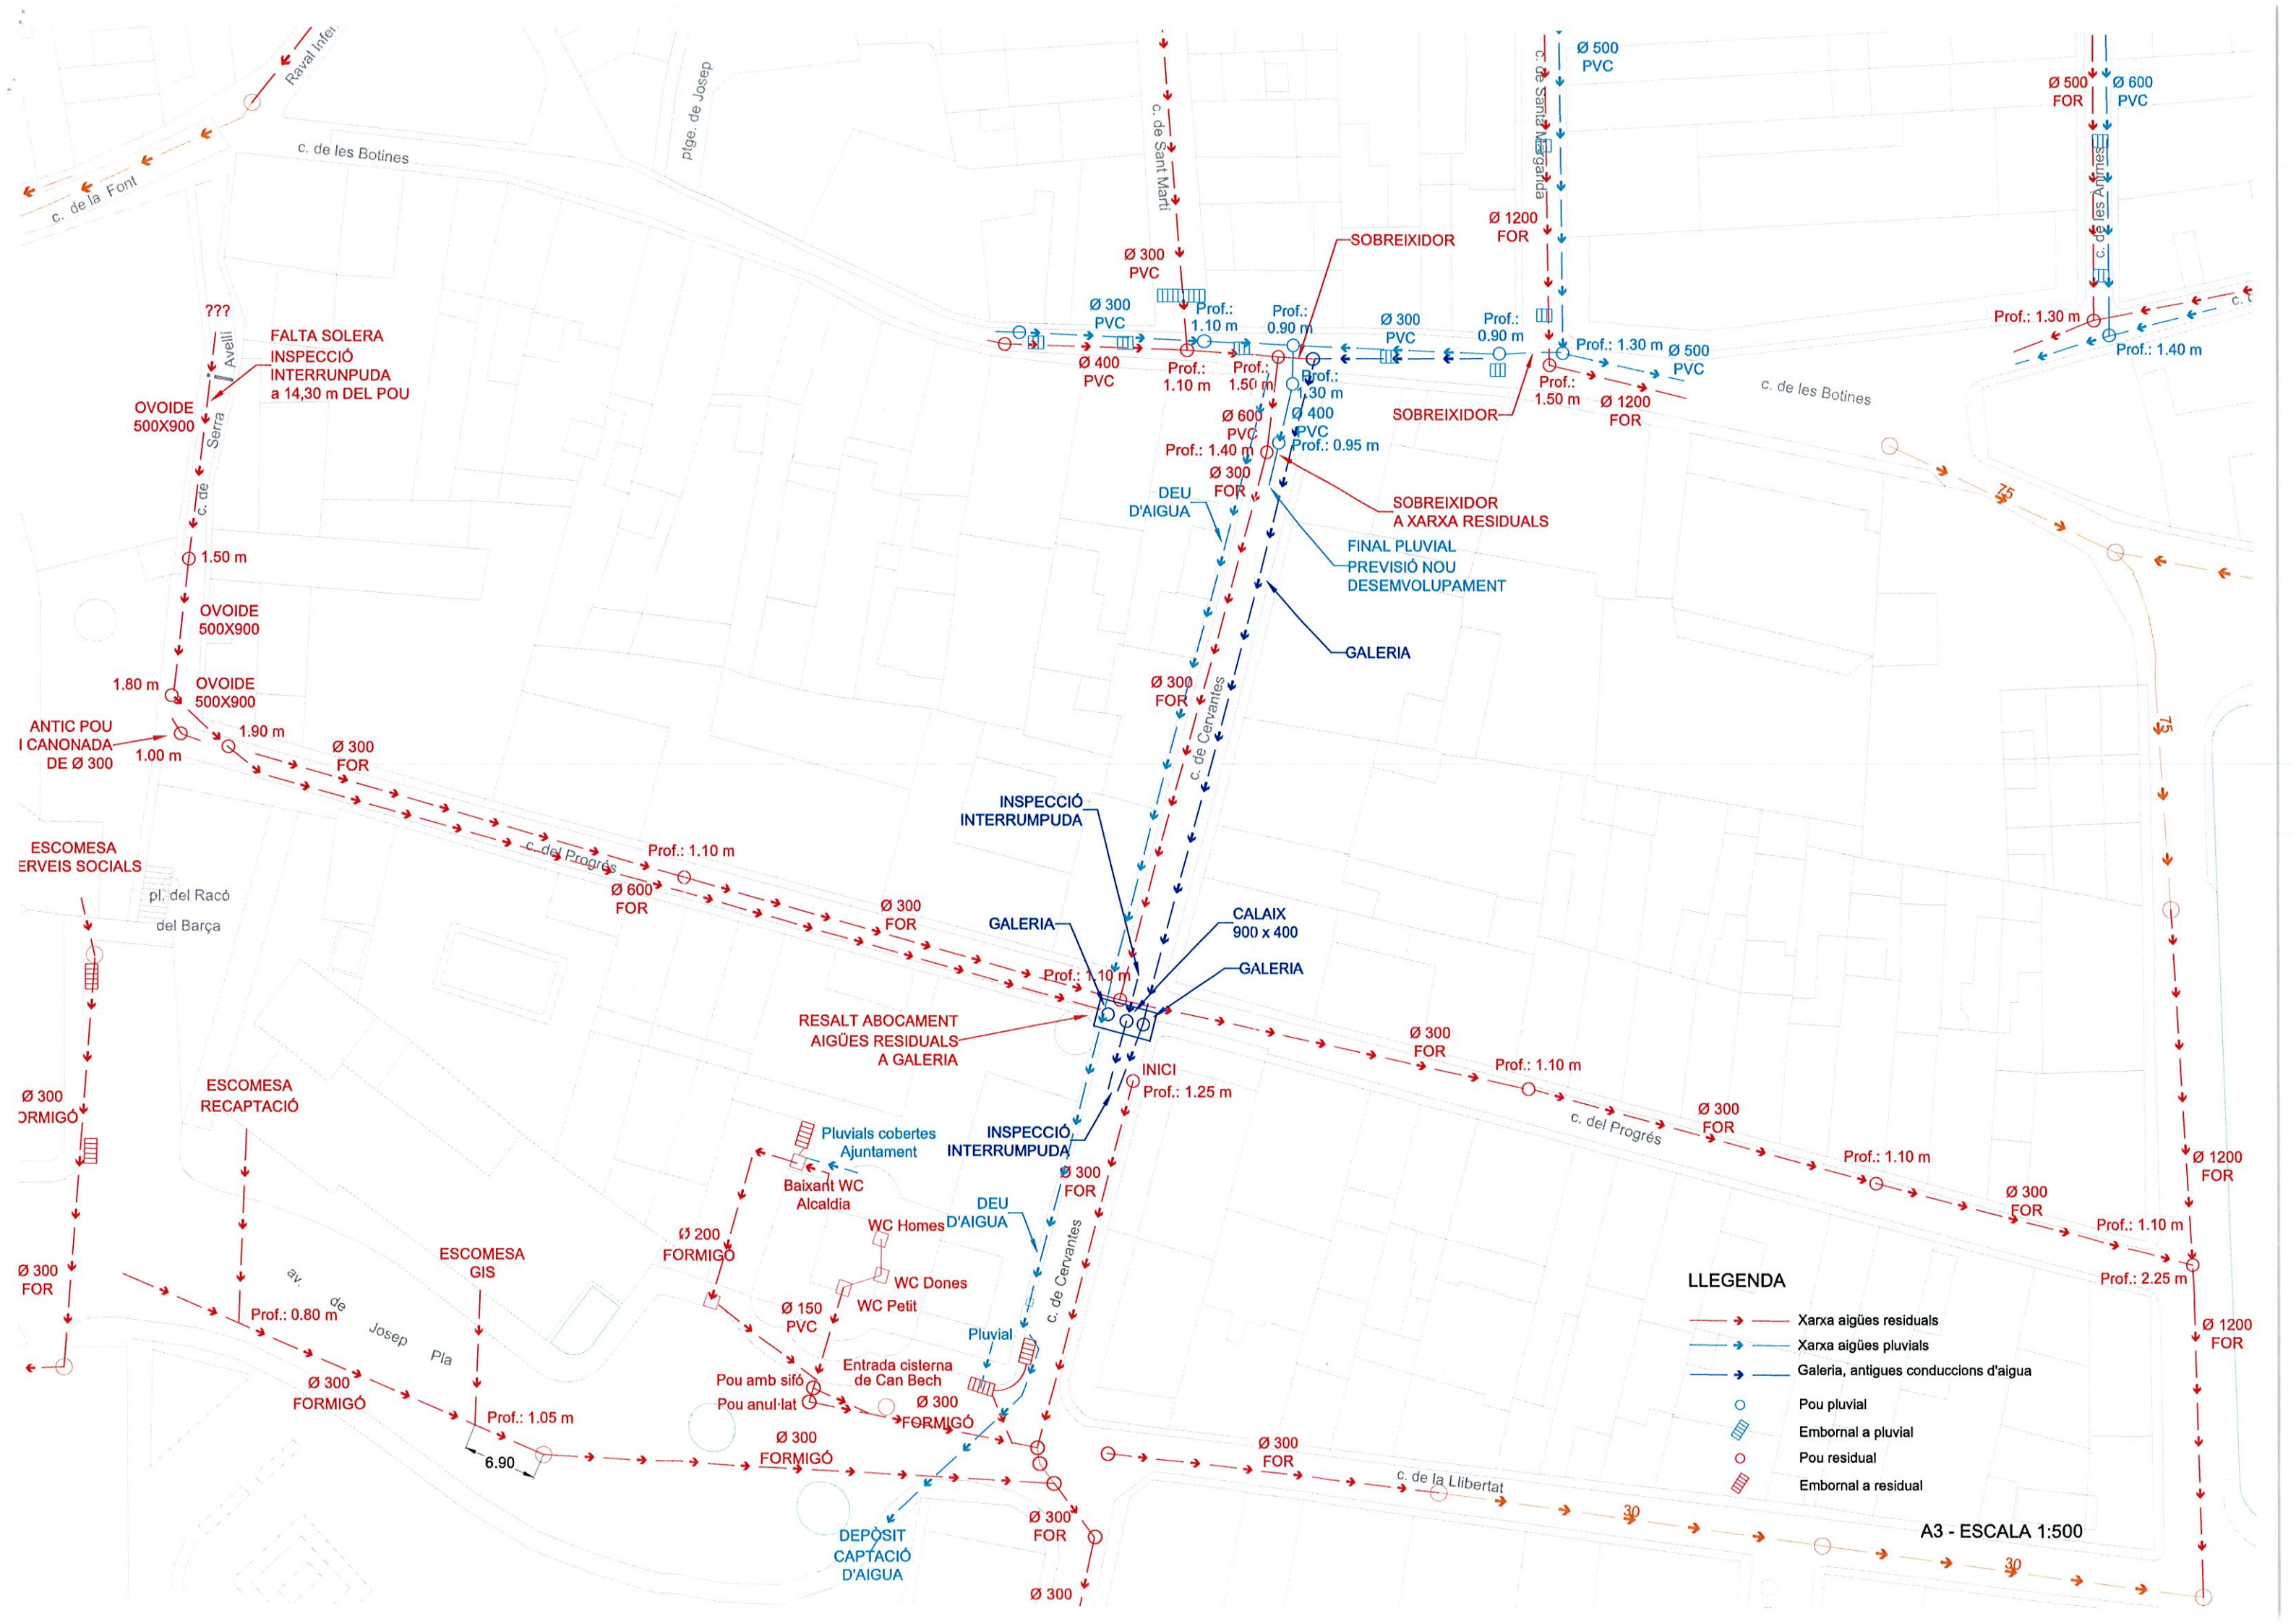 Raval Infer
c. de la Font
c. de les Botines
ptge. de Josep
c. de Sant Martí
c. de Santa Margarida
Ø 500
PVC
Ø 500
FOR
Ø 600
PVC
c. de les Ànimes
Ø 1200
FOR
SOBREIXIDOR
Ø 300
PVC
Ø 300
PVC
Prof.:
1.10 m
Prof.:
0.90 m
Ø 300
PVC
Prof.:
0.90 m
Prof.: 1.30 m
Ø 500
PVC
Prof.: 1.30 m
Prof.: 1.40 m
Ø 400
PVC
Prof.:
1.10 m
Prof.:
1.50 m
Prof.:
1.30 m
SOBREIXIDOR
Prof.:
1.50 m
Ø 1200
FOR
c. de les Botines
???
FALTA SOLERA
INSPECCIÓ
INTERRUNPUDA
a 14,30 m DEL POU
c. de Serra i Avellí
OVOIDE
500X900
Ø 600
PVC
Ø 400
PVC
Prof.: 1.40 m
Prof.: 0.95 m
Ø 300
FOR
DEU
D'AIGUA
SOBREIXIDOR
A XARXA RESIDUALS
75
FINAL PLUVIAL
PREVISIÓ NOU
DESEMVOLUPAMENT
1.50 m
OVOIDE
500X900
GALERIA
1.80 m
OVOIDE
500X900
Ø 300
FOR
c. de Cervantes
75
ANTIC POU
I CANONADA
DE Ø 300
1.00 m
1.90 m
Ø 300
FOR
INSPECCIÓ
INTERRUMPUDA
ESCOMESA
ERVEIS SOCIALS
c. del Progrés
Prof.: 1.10 m
Ø 600
FOR
pl. del Racó
del Barça
Ø 300
FOR
GALERIA
CALAIX
900 x 400
GALERIA
Prof.: 1.10 m
RESALT ABOCAMENT
AIGÜES RESIDUALS
A GALERIA
Ø 300
FOR
Prof.: 1.10 m
INICI
Prof.: 1.25 m
Ø 300
ORMIGÓ
ESCOMESA
RECAPTACIÓ
Ø 300
FOR
c. del Progrés
Pluvials cobertes
Ajuntament
INSPECCIÓ
INTERRUMPUDA
Prof.: 1.10 m
Ø 1200
FOR
Baixant WC
Alcaldia
Ø 300
FOR
DEU
D'AIGUA
Ø 300
FOR
Prof.: 1.10 m
WC Homes
Ø 200
FORMIGÓ
WC Dones
WC Petit
c. de Cervantes
Prof.: 2.25 m
Ø 300
FOR
ESCOMESA
GIS
av. de Josep Pla
Prof.: 0.80 m
Ø 150
PVC
Pluvial
Ø 1200
FOR
LLEGENDA
Xarxa aigües residuals
Xarxa aigües pluvials
Galeria, antigues conduccions d'aigua
Pou pluvial
Embornal a pluvial
Pou residual
Embornal a residual
Ø 300
FORMIGÓ
Pou amb sifó
Pou anul·lat
Entrada cisterna
de Can Bech
Ø 300
FORMIGÓ
Prof.: 1.05 m
6.90
Ø 300
FORMIGÓ
Ø 300
FOR
c. de la Llibertat
30
A3 - ESCALA 1:500
30
Ø 300
FOR
DEPÒSIT
CAPTACIÓ
D'AIGUA
Ø 300